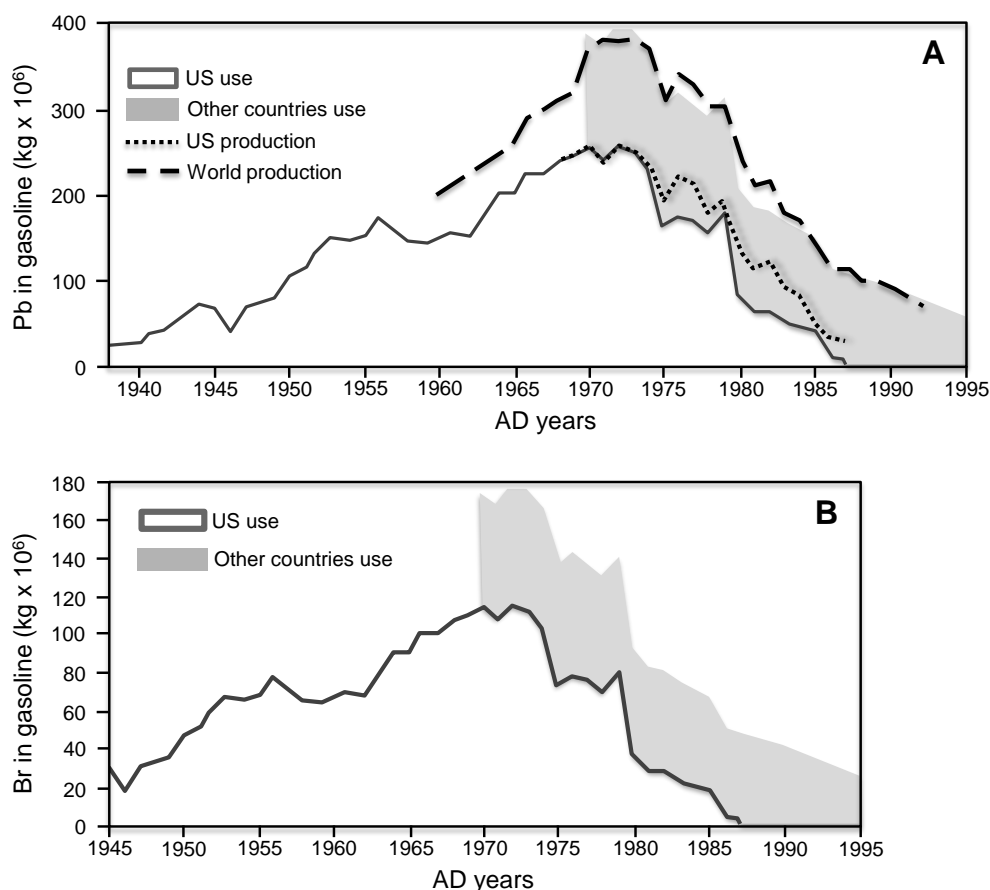 A
400
300
200
100
0
Pb in gasoline (kg x 10⁶)
US use
Other countries use
US production
World production
1940 1945 1950 1955 1960 1965 1970 1975 1980 1985 1990 1995
AD years
B
180
160
140
120
100
80
60
40
20
0
Br in gasoline (kg x 10⁶)
US use
Other countries use
1945 1950 1955 1960 1965 1970 1975 1980 1985 1990 1995
AD years